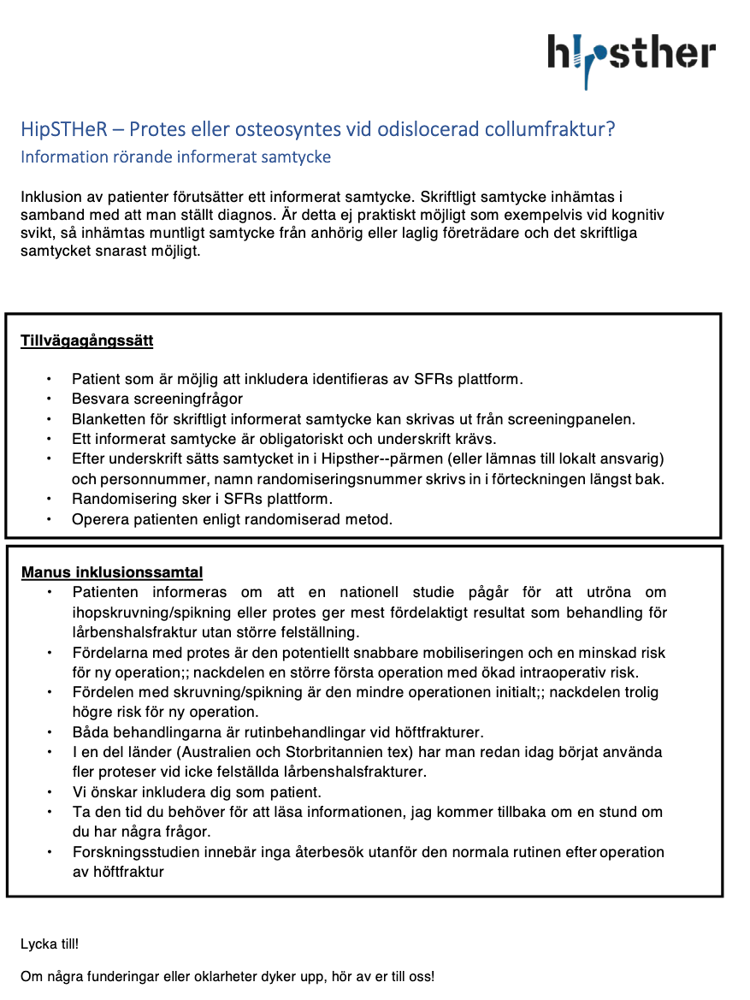 hipsther
HipSTHeR – Protes eller osteosyntes vid odislocerad collumfraktur?
Information rörande informerat samtycke
Inklusion av patienter förutsätter ett informerat samtycke. Skriftligt samtycke inhämtas i
samband med att man ställt diagnos. Är detta ej praktiskt möjligt som exempelvis vid kognitiv
svikt, så inhämtas muntligt samtycke från anhörig eller laglig företrädare och det skriftliga
samtycket snarast möjligt.
Tillvägagångssätt
• Patient som är möjlig att inkludera identifieras av SFRs plattform.
• Besvara screeningfrågor
• Blanketten för skriftligt informerat samtycke kan skrivas ut från screeningpanelen.
• Ett informerat samtycke är obligatoriskt och underskrift krävs.
• Efter underskrift sätts samtycket in i Hipsther--pärmen (eller lämnas till lokalt ansvarig)
och personnummer, namn randomiseringsnummer skrivs in i förteckningen längst bak.
• Randomisering sker i SFRs plattform.
• Operera patienten enligt randomiserad metod.
Manus inklusionssamtal
• Patienten informeras om att en nationell studie pågår för att utröna om
ihopskruvning/spikning eller protes ger mest fördelaktigt resultat som behandling för
lårbenshalsfraktur utan större felställning.
• Fördelarna med protes är den potentiellt snabbare mobiliseringen och en minskad risk
för ny operation;; nackdelen en större första operation med ökad intraoperativ risk.
• Fördelen med skruvning/spikning är den mindre operationen initialt;; nackdelen trolig
högre risk för ny operation.
• Båda behandlingarna är rutinbehandlingar vid höftfrakturer.
• I en del länder (Australien och Storbritannien tex) har man redan idag börjat använda
fler proteser vid icke felställda lårbenshalsfrakturer.
• Vi önskar inkludera dig som patient.
• Ta den tid du behöver för att läsa informationen, jag kommer tillbaka om en stund om
du har några frågor.
• Forskningsstudien innebär inga återbesök utanför den normala rutinen efter operation
av höftfraktur
Lycka till!
Om några funderingar eller oklarheter dyker upp, hör av er till oss!